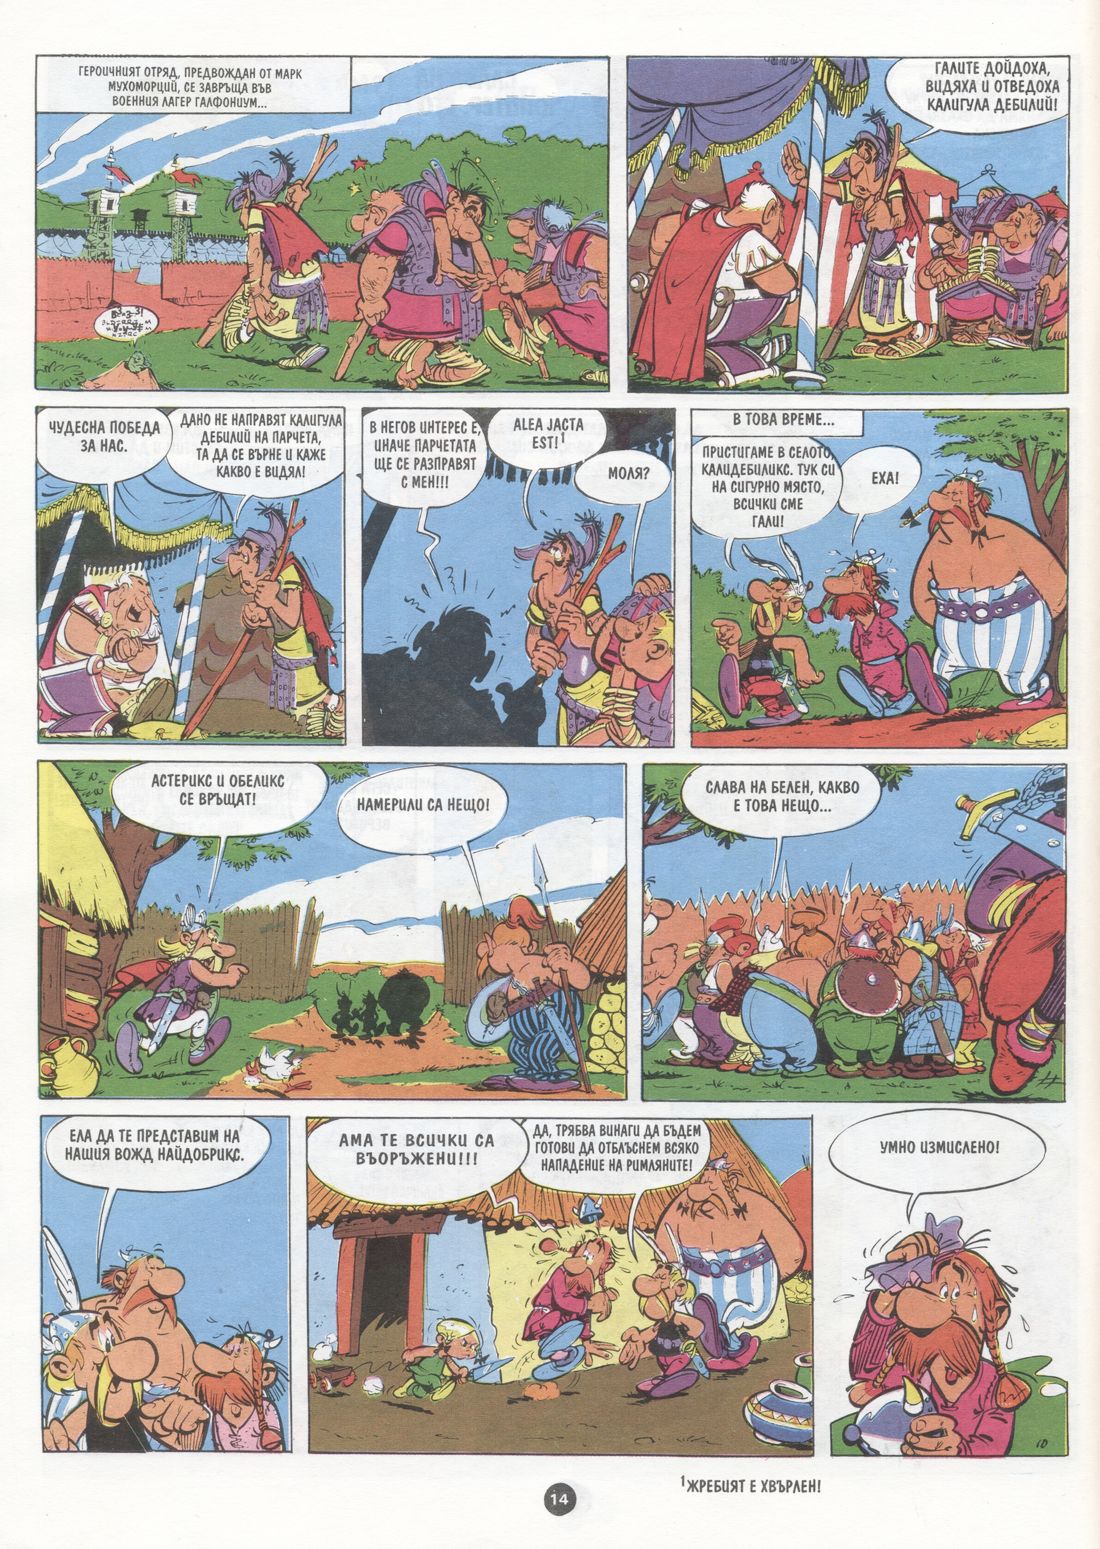 ГЕРОИЧНИЯТ ОТРЯД, ПРЕДВОЖДАН ОТ МАРК
МУХОМОРЦИЙ, СЕ ЗАВРЪЩА ВЪВ
ВОЕННИЯ ЛАГЕР ГАЛФОНИУМ...
ГАЛИТЕ ДОЙДОХА,
ВИДЯХА И ОТВЕДОХА
КАЛИГУЛА ДЕБИЛИЙ!
ЧУДЕСНА ПОБЕДА
ЗА НАС.
ДАНО НЕ НАПРАВЯТ КАЛИГУЛА
ДЕБИЛИЙ НА ПАРЧЕТА,
ТА ДА СЕ ВЪРНЕ И КАЖЕ
КАКВО Е ВИДЯЛ!
В НЕГОВ ИНТЕРЕС Е,
ИНАЧЕ ПАРЧЕТАТА
ЩЕ СЕ РАЗПРАВЯТ
С МЕН!!!
ALEA JACTA
EST!1
МОЛЯ?
В ТОВА ВРЕМЕ...
ПРИСТИГАМЕ В СЕЛОТО
КАЛИДЕБИЛИКС. ТУК СИ
НА СИГУРНО МЯСТО,
ВСИЧКИ СМЕ
ГАЛИ!
ЕХА!
АСТЕРИКС И ОБЕЛИКС
СЕ ВРЪЩАТ!
НАМЕРИЛИ СА НЕЩО!
СЛАВА НА БЕЛЕН, КАКВО
Е ТОВА НЕЩО...
ЕЛА ДА ТЕ ПРЕДСТАВИМ НА
НАШИЯ ВОЖД НАЙДОБРИКС.
АМА ТЕ ВСИЧКИ СА
ВЪОРЪЖЕНИ!!!
ДА, ТРЯБВА ВИНАГИ ДА БЪДЕМ
ГОТОВИ ДА ОТБЛЪСНЕМ ВСЯКО
НАПАДЕНИЕ НА РИМЛЯНИТЕ!
УМНО ИЗМИСЛЕНО!
10
1ЖРЕБИЯТ Е ХВЪРЛЕН!
14